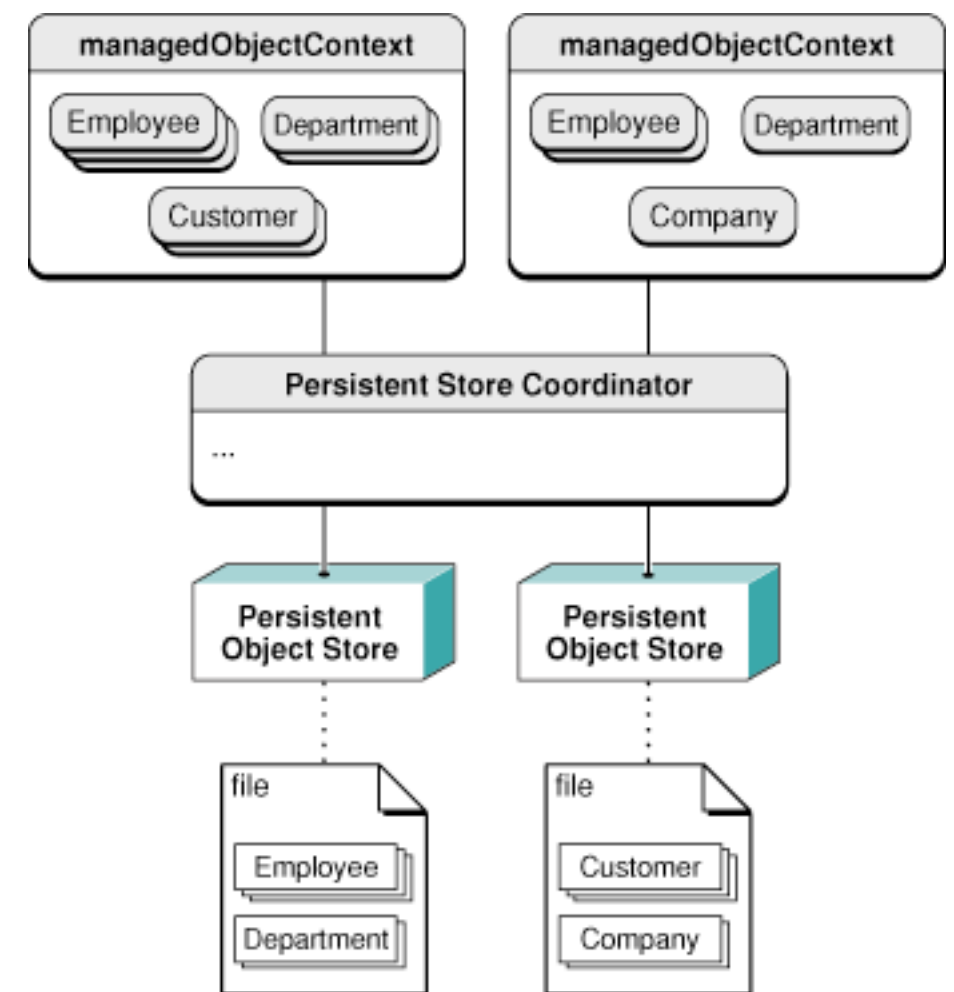 managedObjectContext
Employee
Department
Customer
managedObjectContext
Employee
Department
Company
Persistent Store Coordinator
...
Persistent
Object Store
Persistent
Object Store
file
Employee
Department
file
Customer
Company